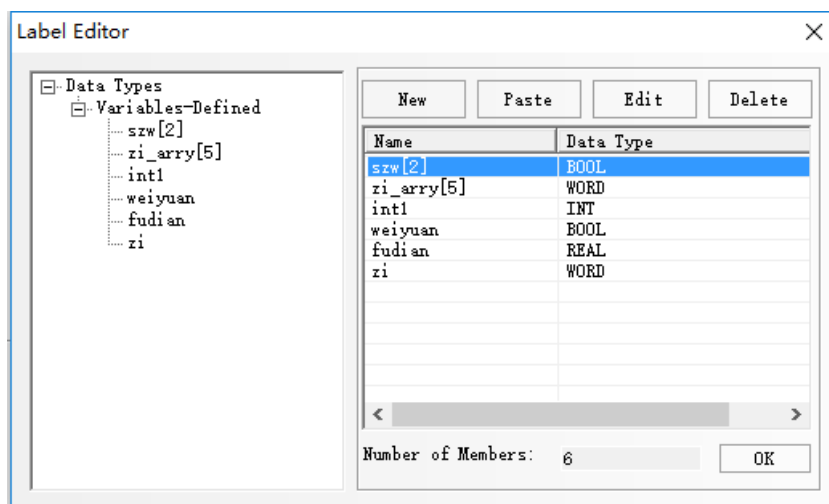 Label Editor
Data Types
Variables-Defined
szw[2]
zi_arry[5]
int1
weiyuan
fudian
zi
New Paste Edit Delete
Name Data Type
szw[2] BOOL
zi_arry[5] WORD
int1 INT
weiyuan BOOL
fudian REAL
zi WORD
Number of Members: 6 OK